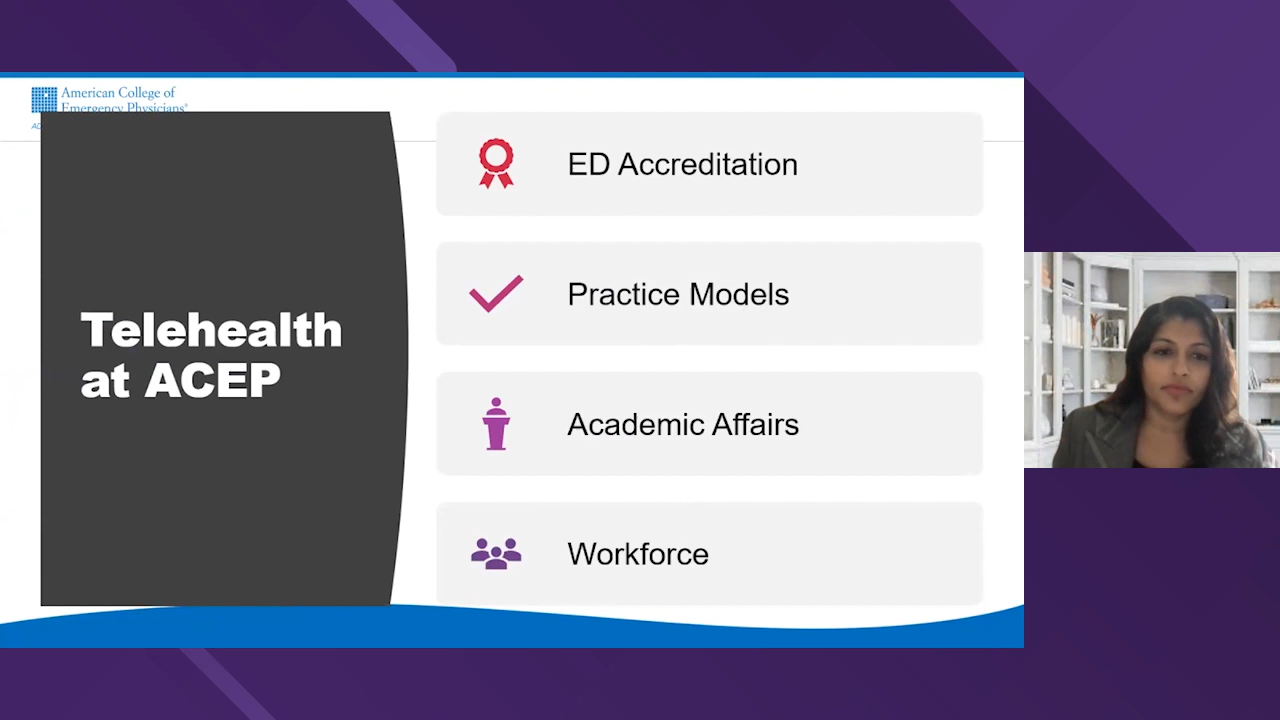 American College of
Emergency Physicians®
Telehealth
at ACEP
ED Accreditation
Practice Models
Academic Affairs
Workforce